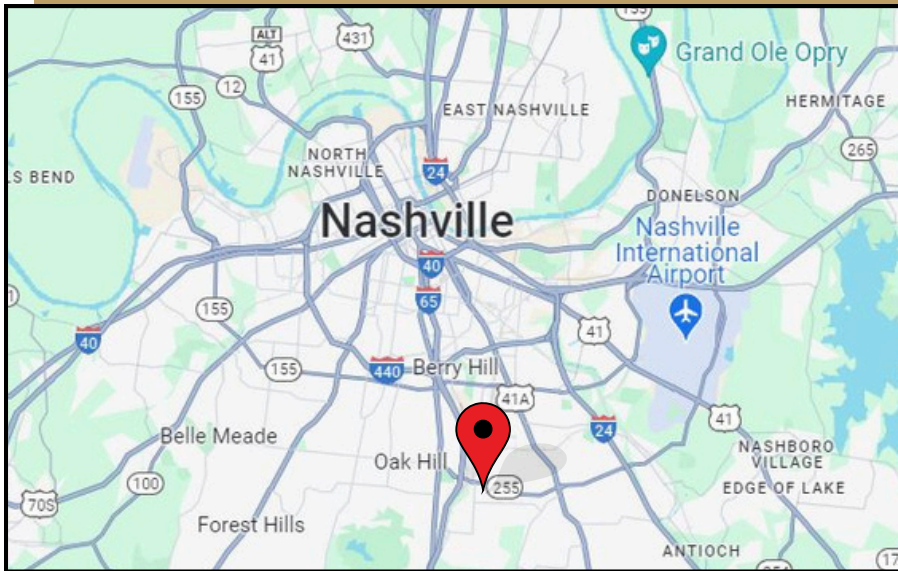 155
ALT
41
431
Grand Ole Opry
12
155
EAST NASHVILLE
HERMITAGE
265
NORTH
NASHVILLE
24
LS BEND
DONELSON
Nashville
Nashville
International
Airport
40
65
155
41
40
440
Berry Hill
155
41A
41
24
Belle Meade
Oak Hill
NASHBORO
VILLAGE
100
255
EDGE OF LAKE
70S
Forest Hills
ANTIOCH